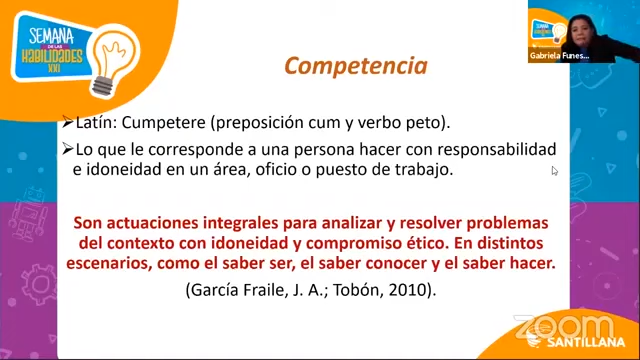 SEMANA
DE LAS
HABILIDADES
XXI
Gabriela Funes...
Competencia
➢Latín: Cumpetere (preposición cum y verbo peto).
➢Lo que le corresponde a una persona hacer con responsabilidad
e idoneidad en un área, oficio o puesto de trabajo.
Son actuaciones integrales para analizar y resolver problemas
del contexto con idoneidad y compromiso ético. En distintos
escenarios, como el saber ser, el saber conocer y el saber hacer.
(García Fraile, J. A.; Tobón, 2010).
zoom
SANTILLANA